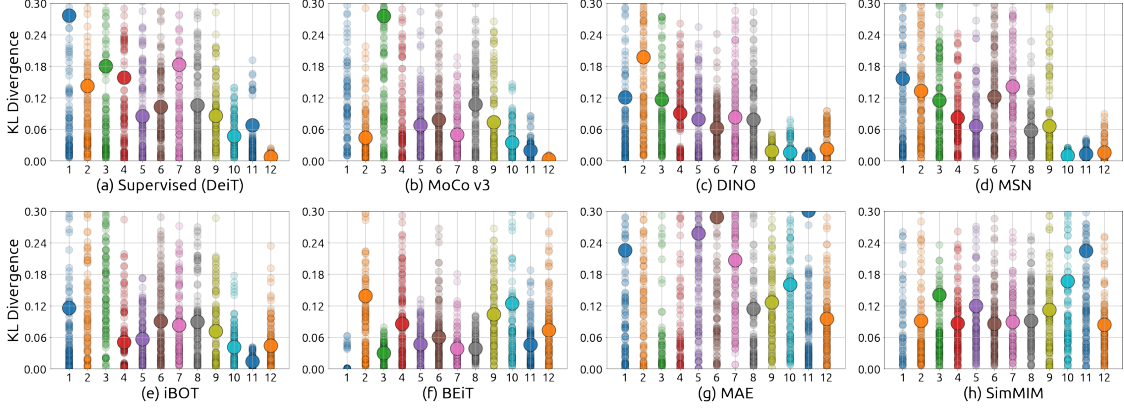 KL Divergence
0.30
0.24
0.18
0.12
0.06
0.00
1 2 3 4 5 6 7 8 9 10 11 12
(a) Supervised (DeiT)
0.30
0.24
0.18
0.12
0.06
0.00
1 2 3 4 5 6 7 8 9 10 11 12
(b) MoCo v3
0.30
0.24
0.18
0.12
0.06
0.00
1 2 3 4 5 6 7 8 9 10 11 12
(c) DINO
0.30
0.24
0.18
0.12
0.06
0.00
1 2 3 4 5 6 7 8 9 10 11 12
(d) MSN
KL Divergence
0.30
0.24
0.18
0.12
0.06
0.00
1 2 3 4 5 6 7 8 9 10 11 12
(e) iBOT
0.30
0.24
0.18
0.12
0.06
0.00
1 2 3 4 5 6 7 8 9 10 11 12
(f) BEiT
0.30
0.24
0.18
0.12
0.06
0.00
1 2 3 4 5 6 7 8 9 10 11 12
(g) MAE
0.30
0.24
0.18
0.12
0.06
0.00
1 2 3 4 5 6 7 8 9 10 11 12
(h) SimMIM